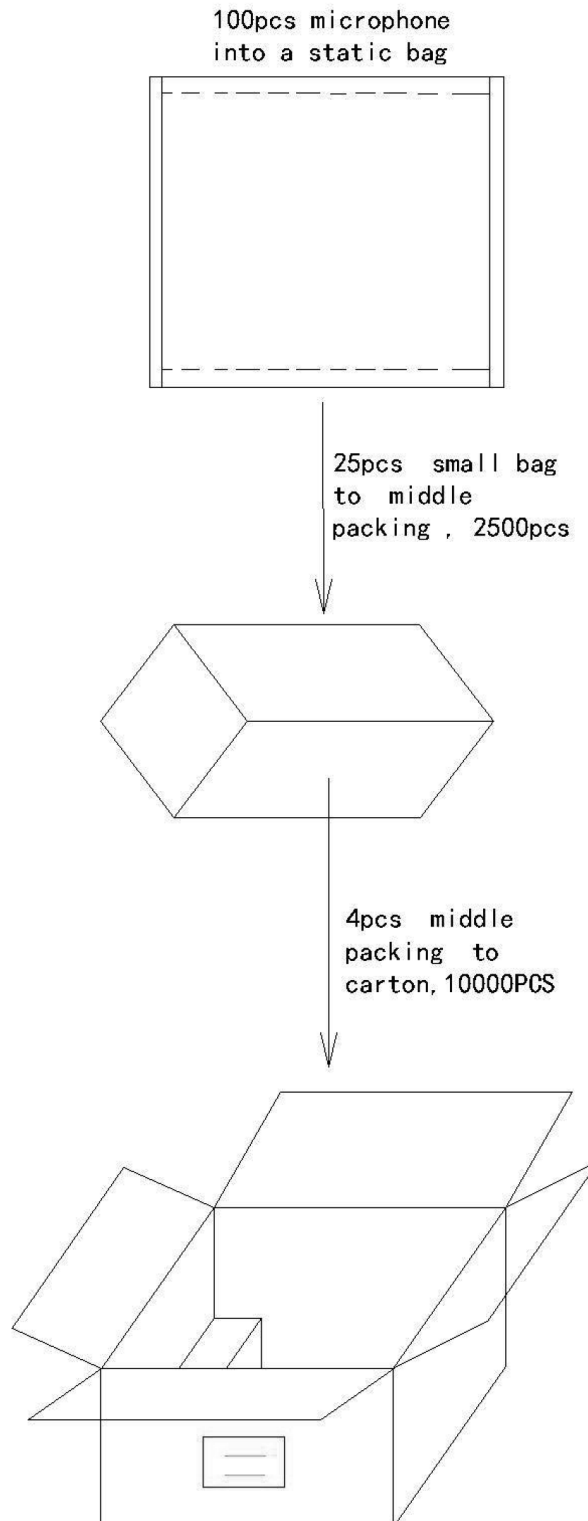 100pcs microphone
into a static bag
25pcs small bag
to middle
packing , 2500pcs
4pcs middle
packing to
carton,10000PCS